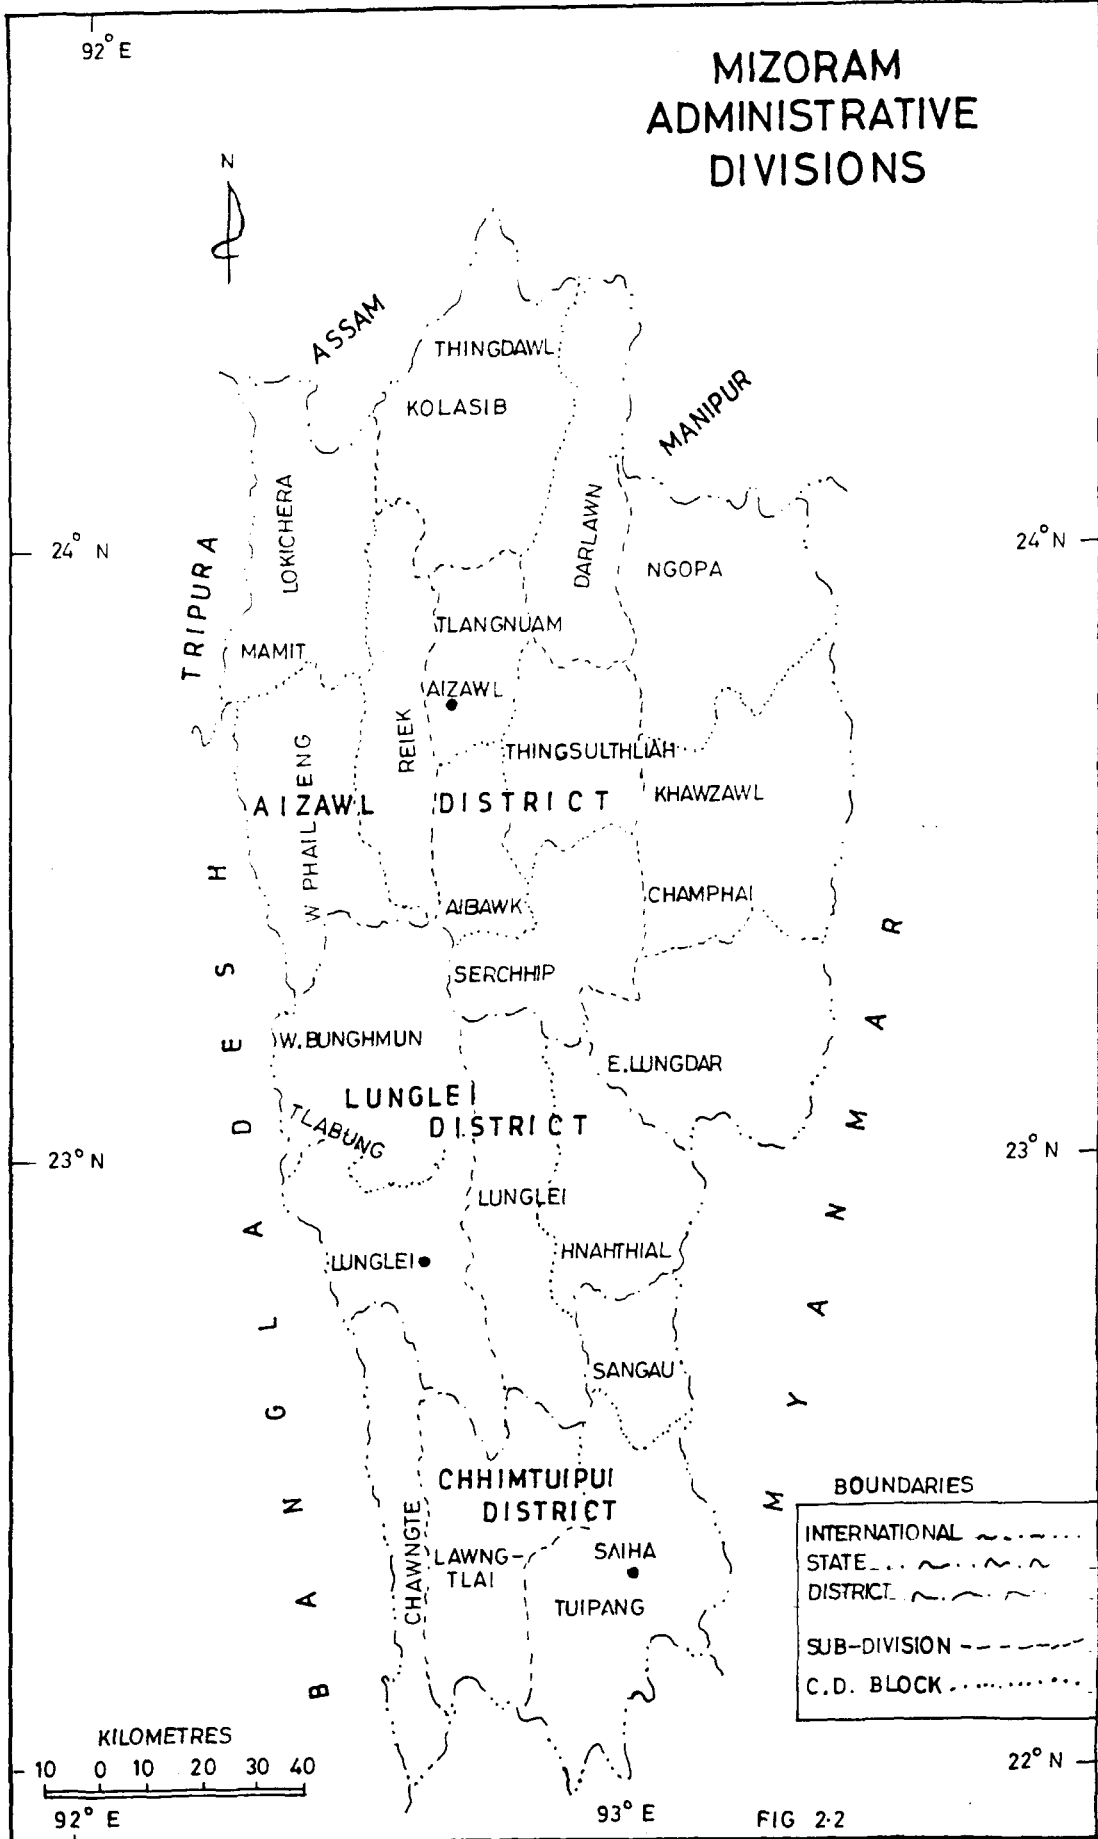 92° E
MIZORAM
ADMINISTRATIVE
DIVISIONS
N
ASSAM
THINGDAWL
KOLASIB
MANIPUR
LOKICHERA
DARLAWN
24° N
24° N
TRIPURA
NGOPA
TLANGNUAM
MAMIT
AIZAWL
REIEK
THINGSULTHLIAH
W PHAILENG
KHAWZAWL
AIZAWL DISTRICT
CHAMPHAI
AIBAWK
SERCHHIP
W.BUNGHMUN
E.LUNGDAR
LUNGLEI
DISTRICT
TLABUNG
23° N
23° N
LUNGLEI
HNAHTHIAL
LUNGLEI
SANGAU
BANGLADESH
MYANMAR
CHHIMTUIPUI
DISTRICT
CHAWNGTE
LAWNG-
TLAI
SAIHA
TUIPANG
BOUNDARIES
INTERNATIONAL
STATE
DISTRICT
SUB-DIVISION
C.D. BLOCK
KILOMETRES
10 0 10 20 30 40
22° N
92° E
93° E
FIG 2.2